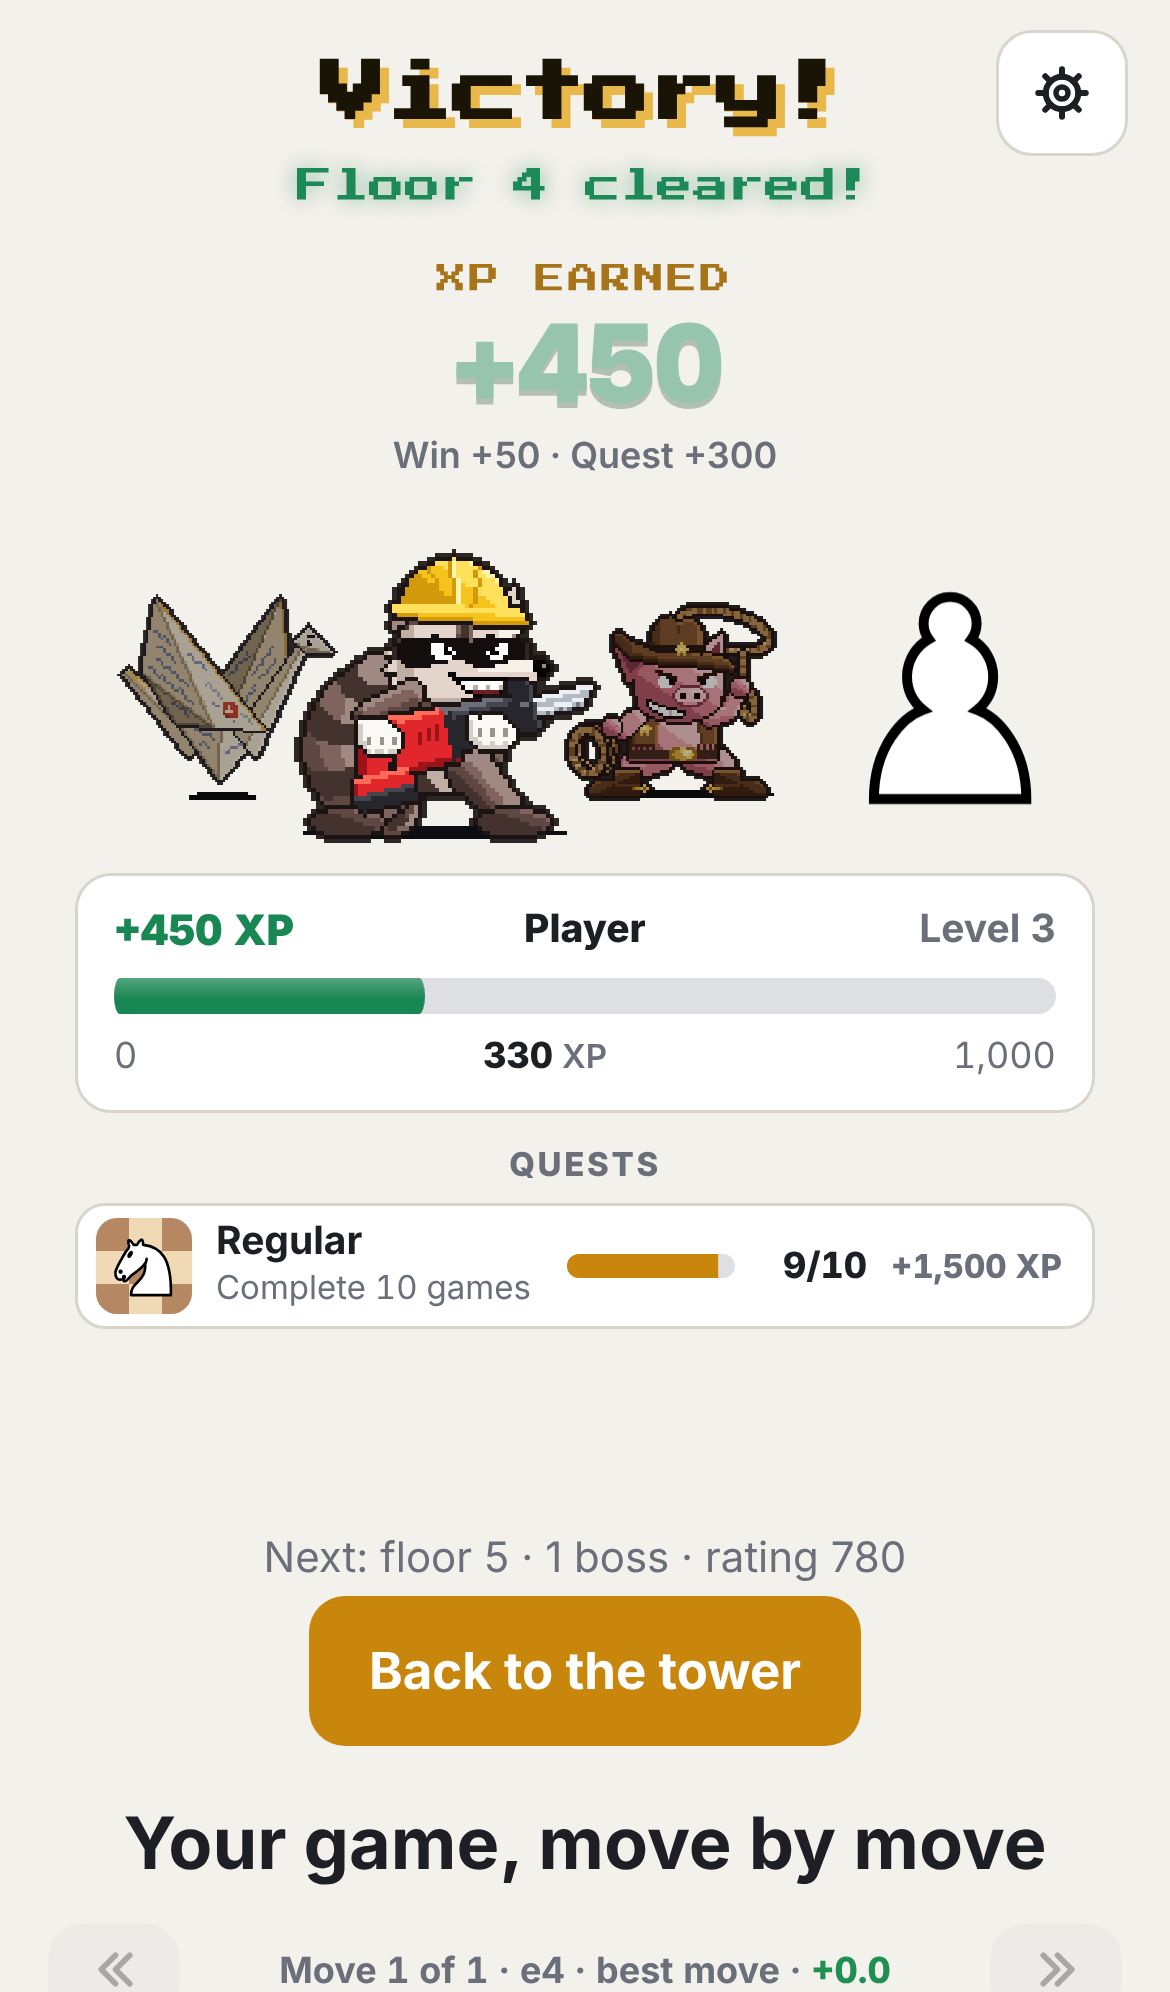 Victory!
Floor 4 cleared!
XP EARNED
+450
Win +50 · Quest +300
+450 XP Player Level 3
0 330 XP 1,000
QUESTS
Regular
Complete 10 games
9/10 +1,500 XP
Next: floor 5 · 1 boss · rating 780
Back to the tower
Your game, move by move
Move 1 of 1 · e4 · best move · +0.0